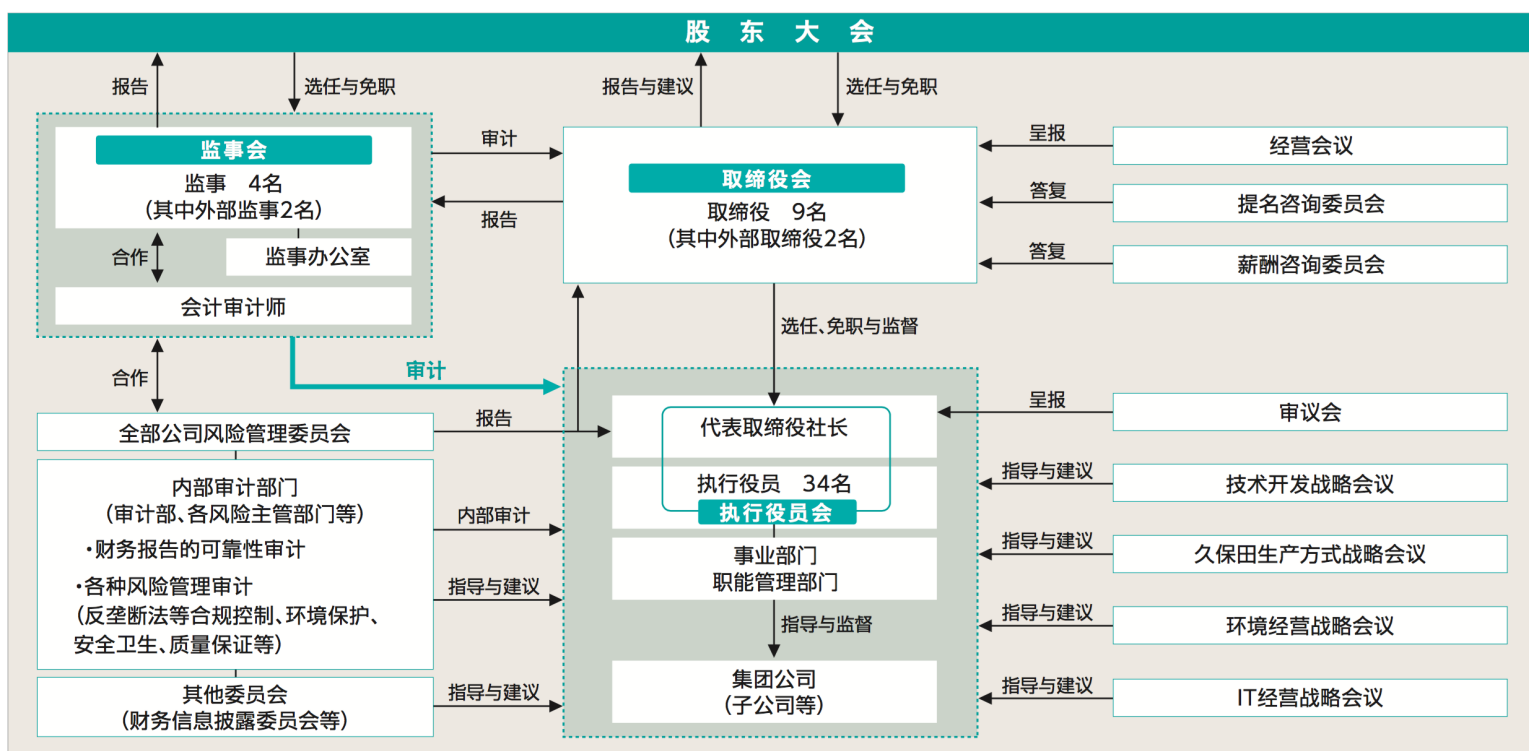 股东大会
报告
选任与免职
报告与建议
选任与免职
监事会
监事 4名
(其中外部监事2名)
合作
监事办公室
会计审计师
审计
报告
取缔役会
取缔役 9名
(其中外部取缔役2名)
呈报
经营会议
答复
提名咨询委员会
答复
薪酬咨询委员会
选任、免职与监督
合作
审计
全部公司风险管理委员会
报告
内部审计部门
(审计部、各风险主管部门等)
·财务报告的可靠性审计
·各种风险管理审计
(反垄断法等合规控制、环境保护、
安全卫生、质量保证等)
内部审计
指导与建议
其他委员会
(财务信息披露委员会等)
指导与建议
代表取缔役社长
执行役员 34名
执行役员会
事业部门
职能管理部门
指导与监督
集团公司
(子公司等)
呈报
审议会
指导与建议
技术开发战略会议
指导与建议
久保田生产方式战略会议
指导与建议
环境经营战略会议
指导与建议
IT经营战略会议